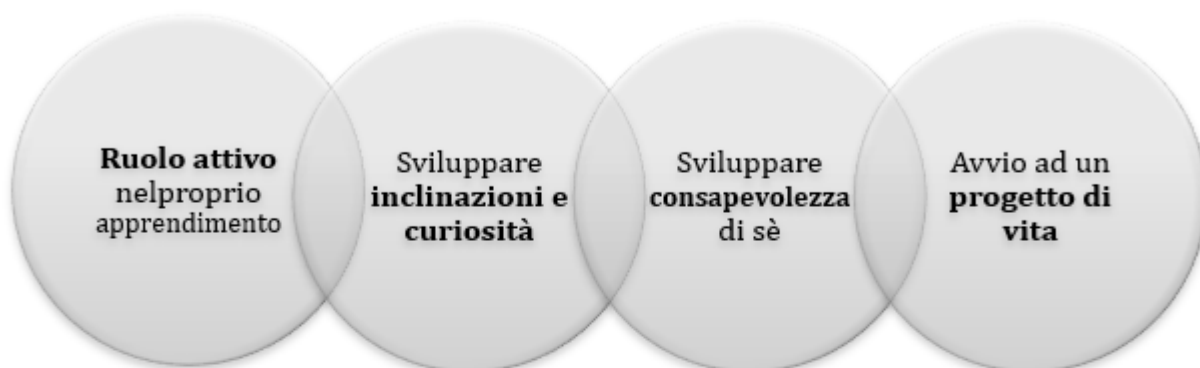 Ruolo attivo
nelproprio
apprendimento
Sviluppare
inclinazioni e
curiosità
Sviluppare
consapevolezza
di sè
Avvio ad un
progetto di
vita